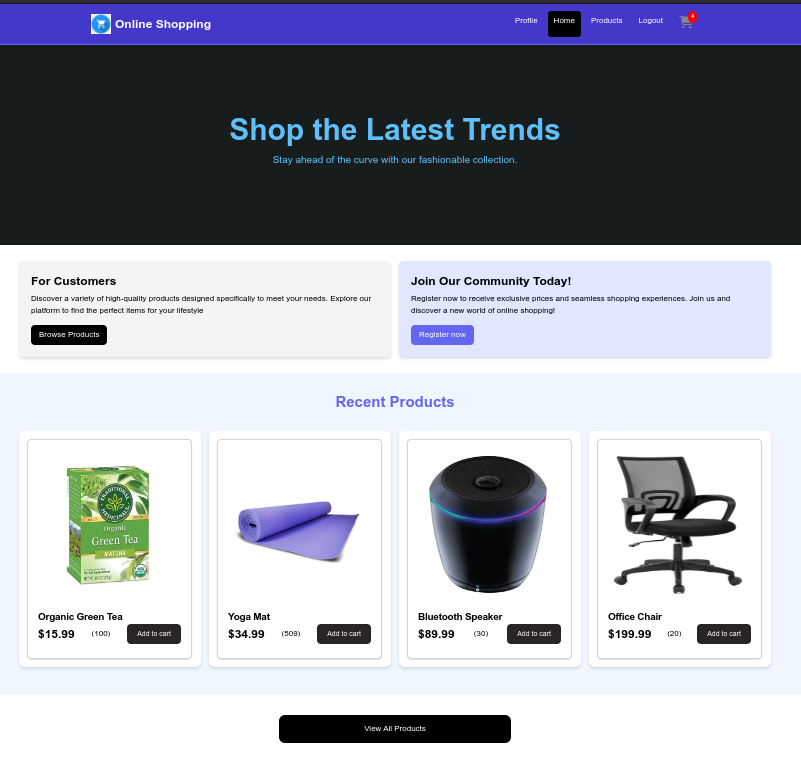 Online Shopping
Profile
Home
Products
Logout
4
Shop the Latest Trends
Stay ahead of the curve with our fashionable collection.
For Customers
Discover a variety of high-quality products designed specifically to meet your needs. Explore our
platform to find the perfect items for your lifestyle
Browse Products
Join Our Community Today!
Register now to receive exclusive prices and seamless shopping experiences. Join us and
discover a new world of online shopping!
Register now
Recent Products
TRADITIONAL
MEDICINALS
Organic
Green Tea
MATCHA
Organic Green Tea
$15.99 (100) Add to cart
Yoga Mat
$34.99 (509) Add to cart
Bluetooth Speaker
$89.99 (30) Add to cart
Office Chair
$199.99 (20) Add to cart
View All Products